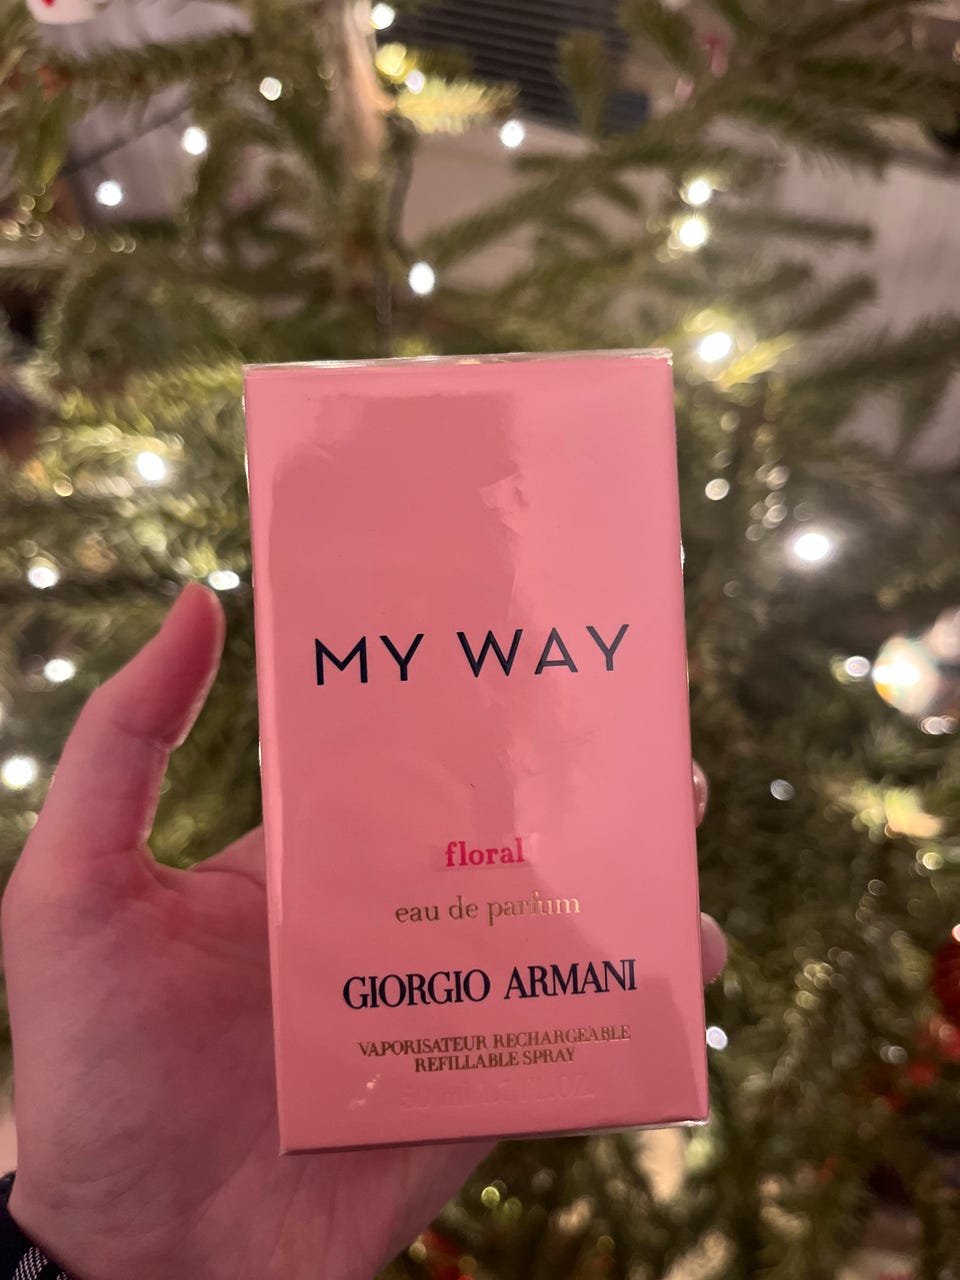 MY WAY
floral
eau de parfum
GIORGIO ARMANI
VAPORISATEUR RECHARGEABLE
REFILLABLE SPRAY